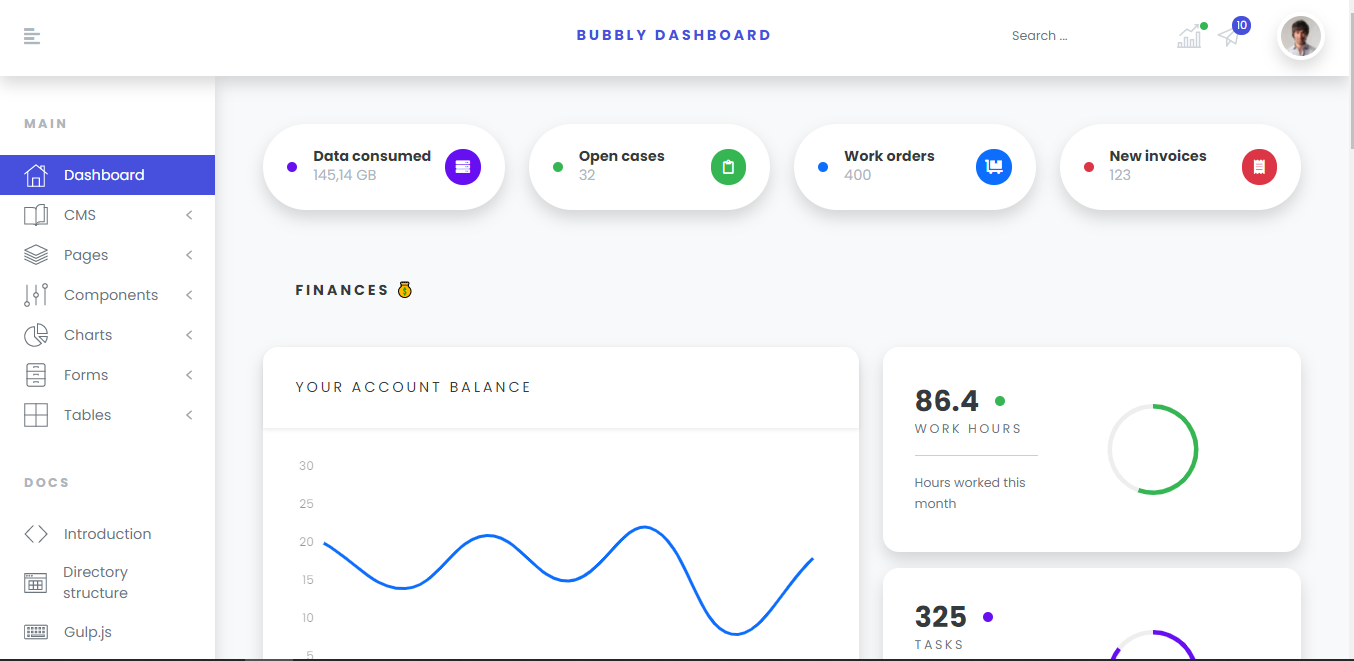 BUBBLY DASHBOARD
Search ...
10
MAIN
Dashboard
CMS
Pages
Components
Charts
Forms
Tables
DOCS
Introduction
Directory
structure
Gulp.js
Data consumed
145,14 GB
Open cases
32
Work orders
400
New invoices
123
FINANCES 💰
YOUR ACCOUNT BALANCE
30
25
20
15
10
5
86.4
WORK HOURS
Hours worked this
month
325
TASKS